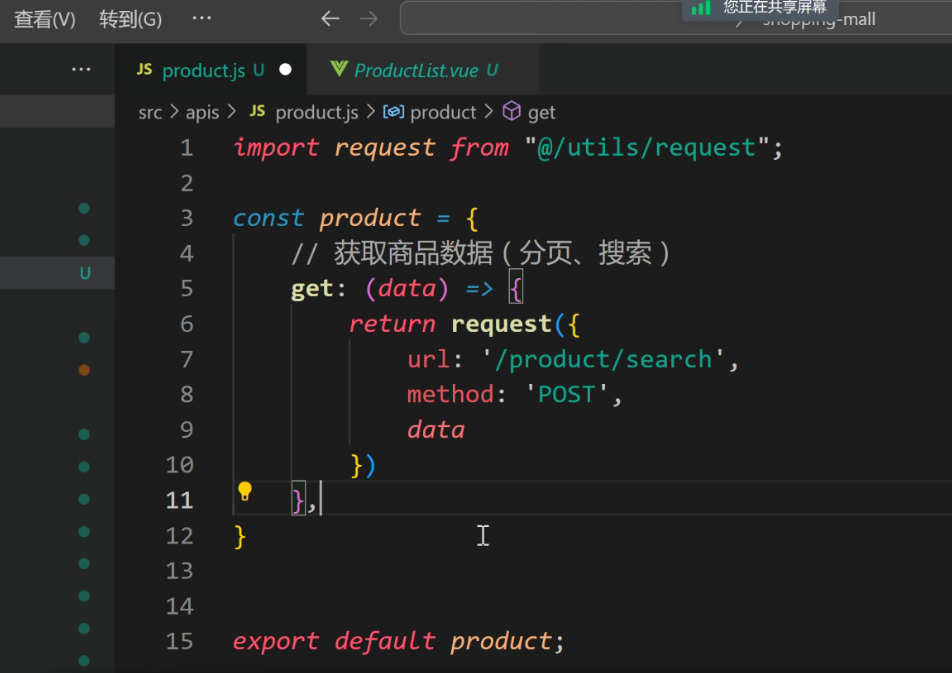 查看(V) 转到(G) ···
您正在共享屏幕
shopping-mall
··· JS product.js U ● ProductList.vue U
src > apis > JS product.js > product > get
1 import request from "@/utils/request";
2
3 const product = {
4 // 获取商品数据（分页、搜索）
U
5 get: (data) => {
6 return request({
7 url: '/product/search',
8 method: 'POST',
9 data
10 })
11 },
12 }
13
14
15 export default product;